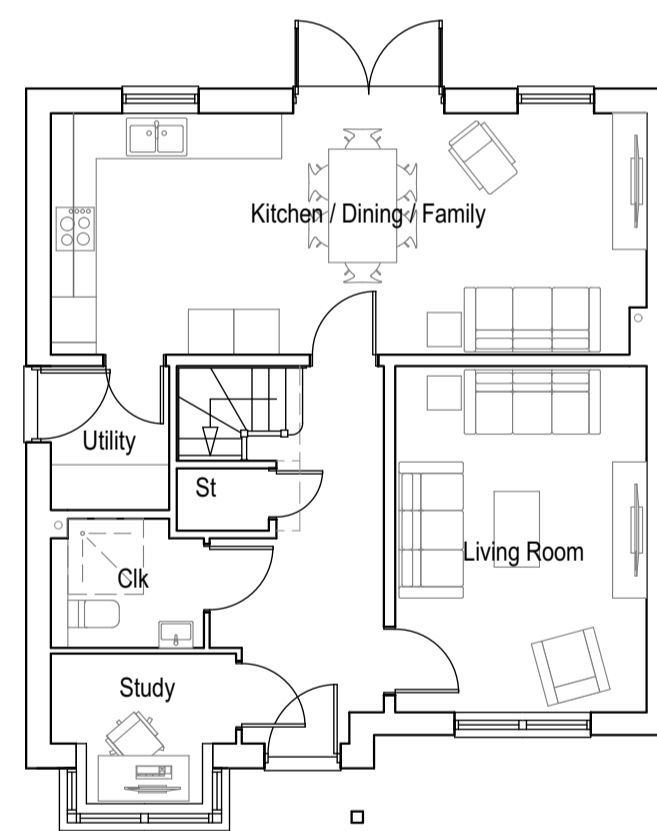 Kitchen / Dining / Family
Utility
St
Living Room
Clk
Study